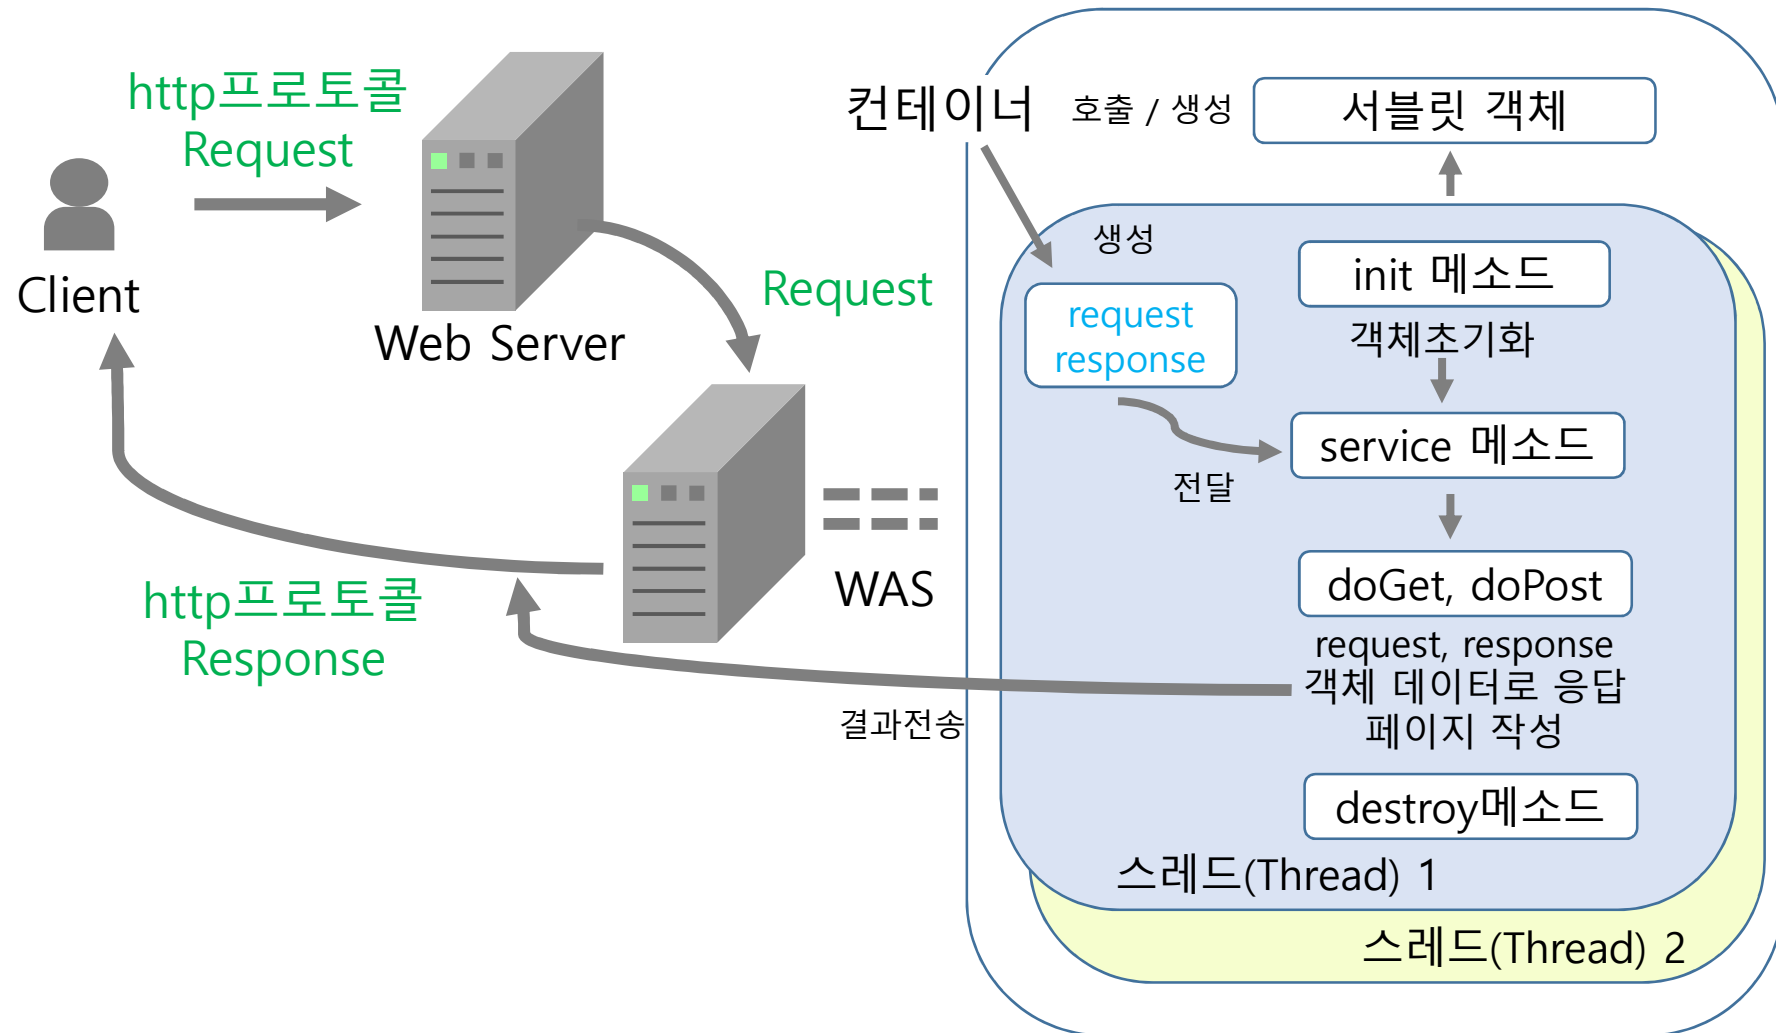 http프로토콜
Request
Client
Web Server
Request
http프로토콜
Response
WAS
결과전송
컨테이너
호출 / 생성
서블릿 객체
생성
request
response
전달
init 메소드
객체초기화
service 메소드
doGet, doPost
request, response
객체 데이터로 응답
페이지 작성
destroy메소드
스레드(Thread) 1
스레드(Thread) 2